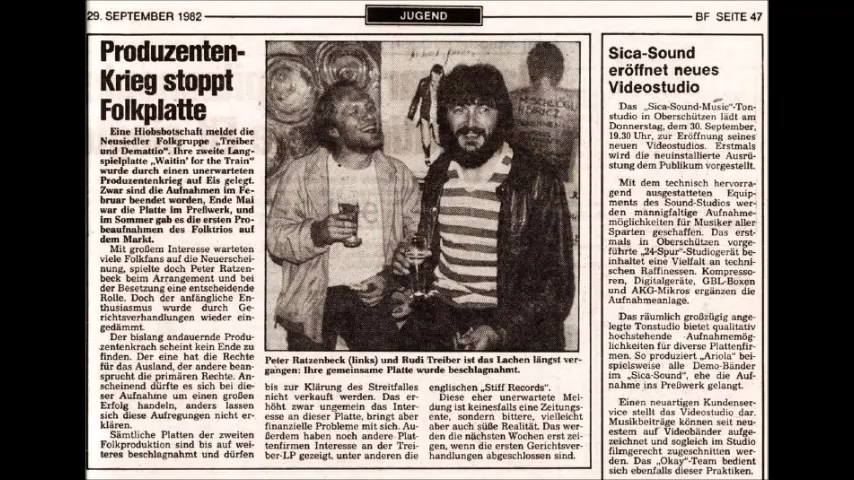 29. SEPTEMBER 1982
JUGEND
BF SEITE 47
Produzenten-
Krieg stoppt
Folkplatte
Eine Hiobsbotschaft meldet die
Neusiedler Folkgruppe „Treiber
und Demattio". Ihre zweite Lang-
spielplatte „Waitin' for the Train"
wurde durch einen unerwarteten
Produzentenkrieg auf Eis gelegt.
Zwar sind die Aufnahmen im Fe-
bruar beendet worden, Ende Mai
war die Platte im Preßwerk, und
im Sommer gab es die ersten Pro-
beaufnahmen des Folktrios auf
dem Markt.
Mit großem Interesse warteten
viele Folkfans auf die Neuerschei-
nung, spielte doch Peter Ratzen-
beck beim Arrangement und bei
der Besetzung eine entscheidende
Rolle. Doch der anfängliche En-
thusiasmus wurde durch Ge-
richtsverhandlungen wieder ein-
gedämmt.
Der bislang andauernde Produ-
zentenkrach scheint kein Ende zu
finden. Der eine hat die Rechte
für das Ausland, der andere bean-
sprucht die primären Rechte. An-
scheinend dürfte es sich bei die-
ser Aufnahme um einen großen
Erfolg handeln, anders lassen
sich diese Aufregungen nicht er-
klären.
Sämtliche Platten der zweiten
Folkproduktion sind bis auf wei-
teres beschlagnahmt und dürfen
Peter Ratzenbeck (links) und Rudi Treiber ist das Lachen längst ver-
gangen: Ihre gemeinsame Platte wurde beschlagnahmt.
bis zur Klärung des Streitfalles
nicht verkauft werden. Das er-
höht zwar ungemein das Inter-
esse an dieser Platte, bringt aber
finanzielle Probleme mit sich. Au-
ßerdem haben noch andere Plat-
tenfirmen Interesse an der Trei-
ber-LP gezeigt, unter anderen die
englischen „Stiff Records".
Diese eher unerwartete Mel-
dung ist keinesfalls eine Zeitungs-
ente, sondern bittere, vielleicht
aber auch süße Realität. Das wer-
den die nächsten Wochen erst zei-
gen, wenn die ersten Gerichtsver-
handlungen abgeschlossen sind.
Sica-Sound
eröffnet neues
Videostudio
Das „Sica-Sound-Music"-Ton-
studio in Oberschützen lädt am
Donnerstag, dem 30. September,
19.30 Uhr, zur Eröffnung seines
neuen Videostudios. Erstmals
wird die neuinstallierte Ausrü-
stung dem Publikum vorgestellt.
Mit dem technisch hervorra-
gend ausgestatteten Equip-
ments des Sound-Studios wer-
den mannigfaltige Aufnahme-
möglichkeiten für Musiker aller
Sparten geschaffen. Das erst-
mals in Oberschützen vorge-
führte „24-Spur"-Studiogerät be-
inhaltet eine Vielfalt an techni-
schen Raffinessen. Kompresso-
ren, Digitalgeräte, GBL-Boxen
und AKG-Mikros ergänzen die
Aufnahmeanlage.
Das räumlich großzügig ange-
legte Tonstudio bietet qualitativ
hochstehende Aufnahmemög-
lichkeiten für diverse Plattenfir-
men. So produziert „Ariola" bei-
spielsweise alle Demo-Bänder
im „Sica-Sound", ehe die Auf-
nahme ins Preßwerk gelangt.
Einen neuartigen Kundenser-
vice stellt das Videostudio dar.
Musikbeiträge können seit neu-
estem auf Videobänder aufge-
zeichnet und sogleich im Studio
filmgerecht zugeschnitten wer-
den. Das „Okay"-Team bedient
sich ebenfalls dieser Praktiken.